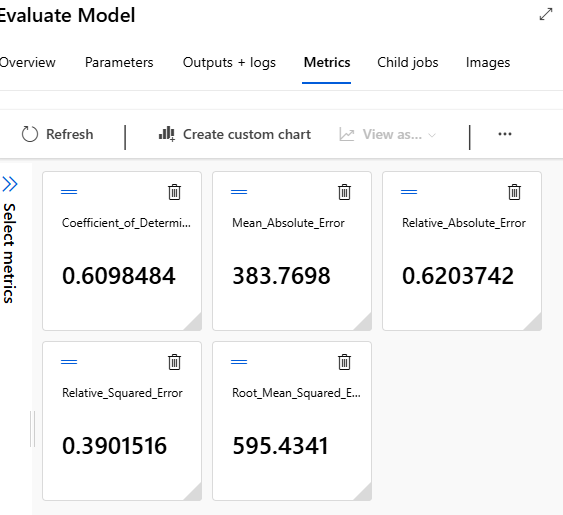 Evaluate Model
Overview Parameters Outputs + logs Metrics Child jobs Images
Refresh Create custom chart View as... ...
Select metrics
Coefficient_of_Determi... Mean_Absolute_Error Relative_Absolute_Error
0.6098484 383.7698 0.6203742
Relative_Squared_Error Root_Mean_Squared_E...
0.3901516 595.4341